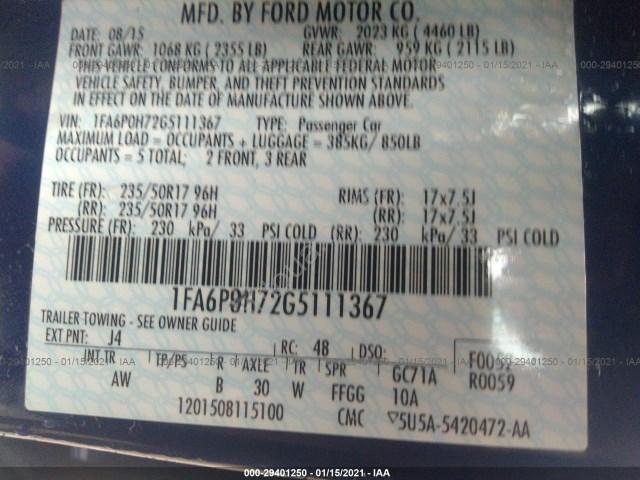 000-29401250 - 01/15/2021 - IAA
MFD. BY FORD MOTOR CO.
DATE: 08/15 GVWR: 2023 KG ( 4460 LB)
FRONT GAWR: 1068 KG ( 2355 LB) REAR GAWR: 959 KG ( 2115 LB)
VEHICLE CONFORMS TO ALL APPLICABLE FEDERAL MOTOR
VEHICLE SAFETY, BUMPER, AND THEFT PREVENTION STANDARDS
IN EFFECT ON THE DATE OF MANUFACTURE SHOWN ABOVE.
VIN: 1FA6P0H72G5111367 TYPE: Passenger Car
MAXIMUM LOAD = OCCUPANTS + LUGGAGE = 385KG/ 850LB
OCCUPANTS = 5 TOTAL; 2 FRONT, 3 REAR
TIRE (FR): 235/50R17 96H RIMS (FR): 17x7.5J
(RR): 235/50R17 96H (RR): 17x7.5J
PRESSURE (FR): 230 kPa/ 33 PSI COLD (RR): 230 kPa/ 33 PSI COLD
1FA6P0H72G5111367
TRAILER TOWING - SEE OWNER GUIDE
EXT PNT: J4 RC: 48 DSO: F0052
INT TR TP/PS R AXLE TR SPR GC71A R0059
AW B 30 W FFGG 10A
1201508115100 CMC 5U5A-5420472-AA
000-29401250 - 01/15/2021 - IAA